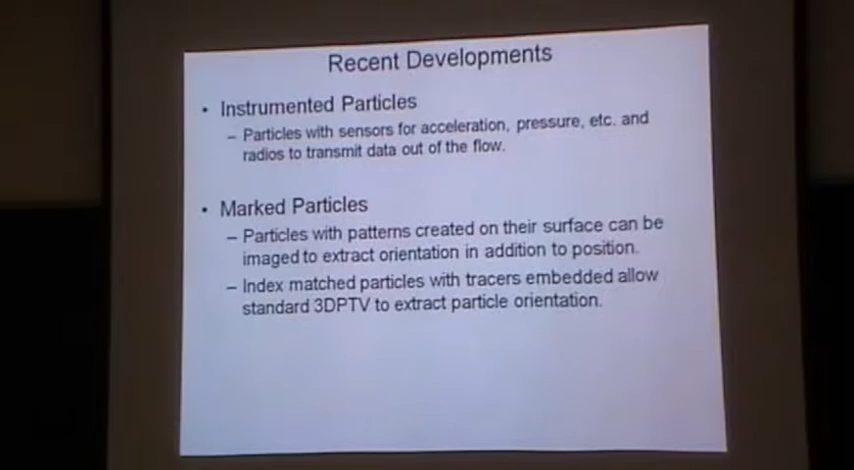 Recent Developments
• Instrumented Particles
– Particles with sensors for acceleration, pressure, etc. and
radios to transmit data out of the flow.
• Marked Particles
– Particles with patterns created on their surface can be
imaged to extract orientation in addition to position.
– Index matched particles with tracers embedded allow
standard 3DPTV to extract particle orientation.